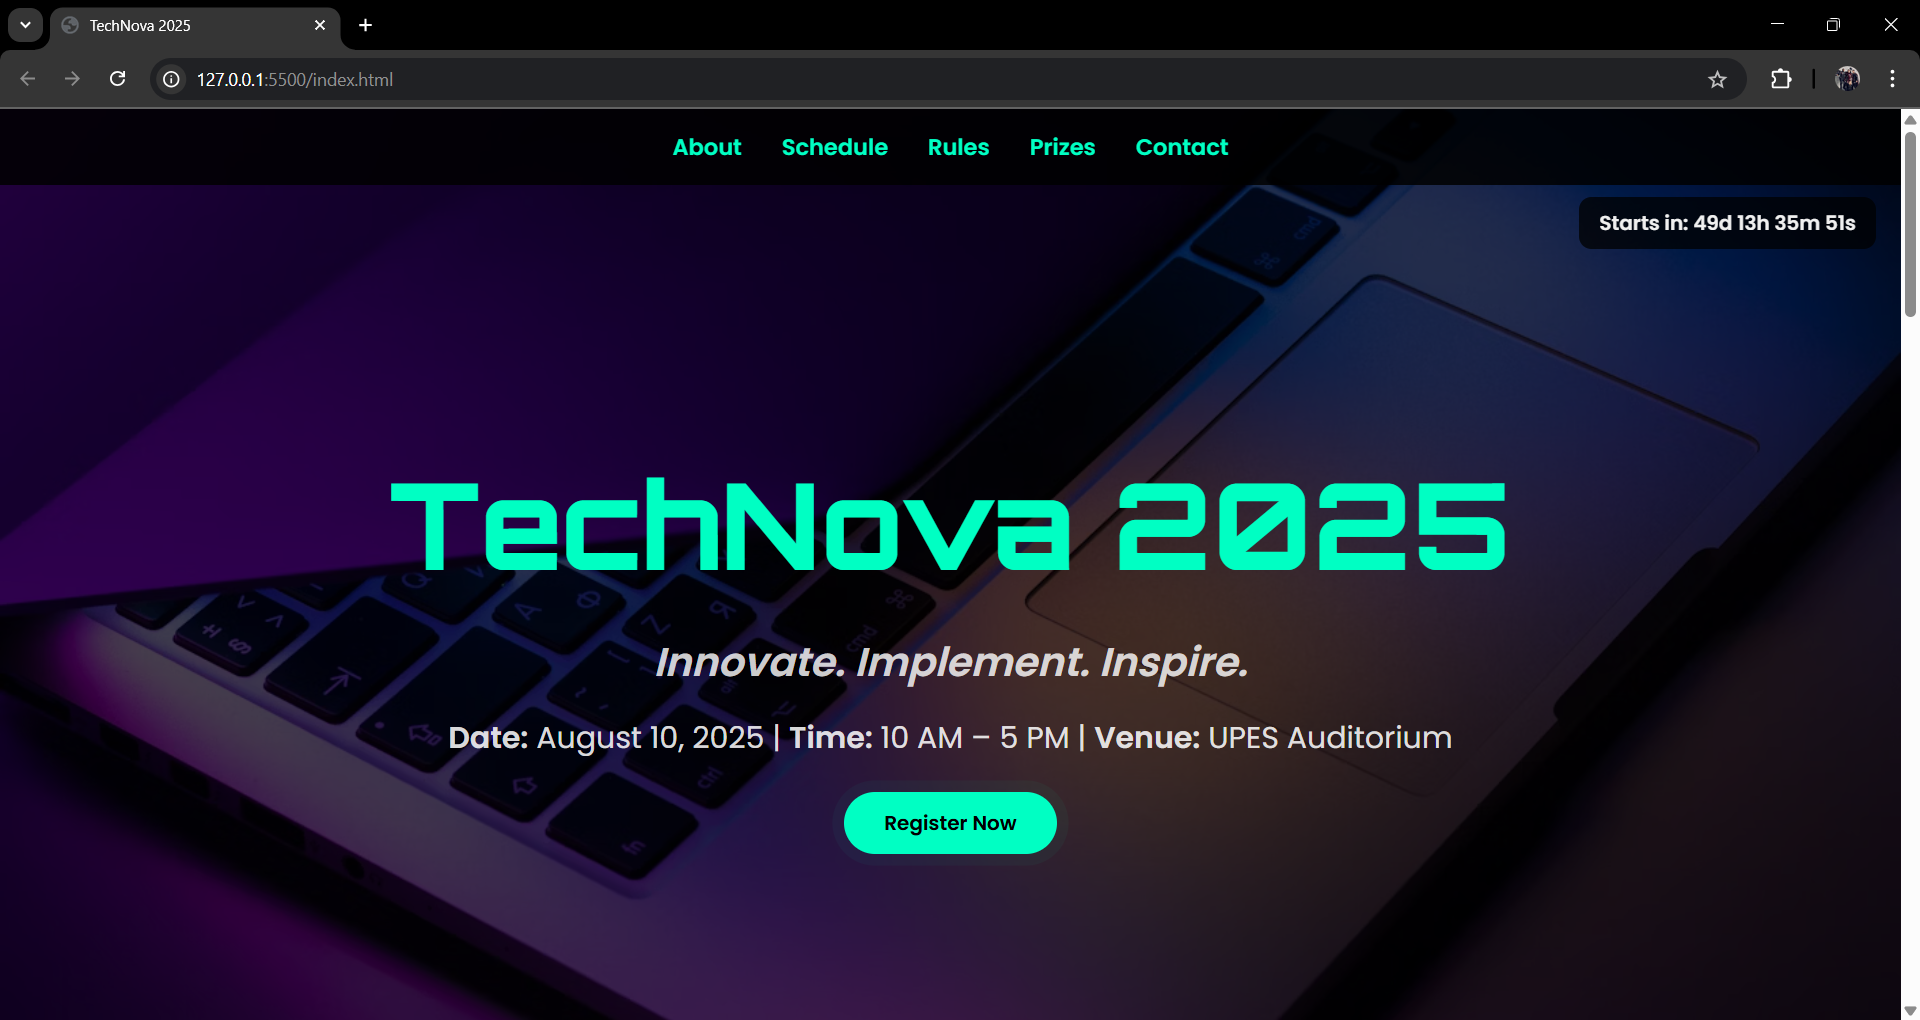 TechNova 2025
127.0.0.1:5500/index.html
About Schedule Rules Prizes Contact
Starts in: 49d 13h 35m 51s
TechNova 2025
Innovate. Implement. Inspire.
Date: August 10, 2025 | Time: 10 AM – 5 PM | Venue: UPES Auditorium
Register Now